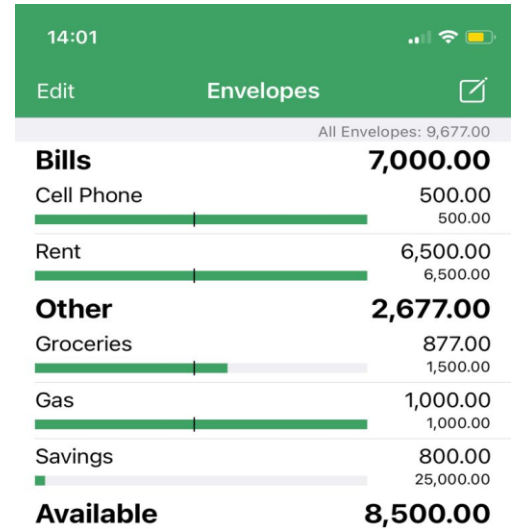 14:01
Edit Envelopes
All Envelopes: 9,677.00
Bills 7,000.00
Cell Phone 500.00
500.00
Rent 6,500.00
6,500.00
Other 2,677.00
Groceries 877.00
1,500.00
Gas 1,000.00
1,000.00
Savings 800.00
25,000.00
Available 8,500.00